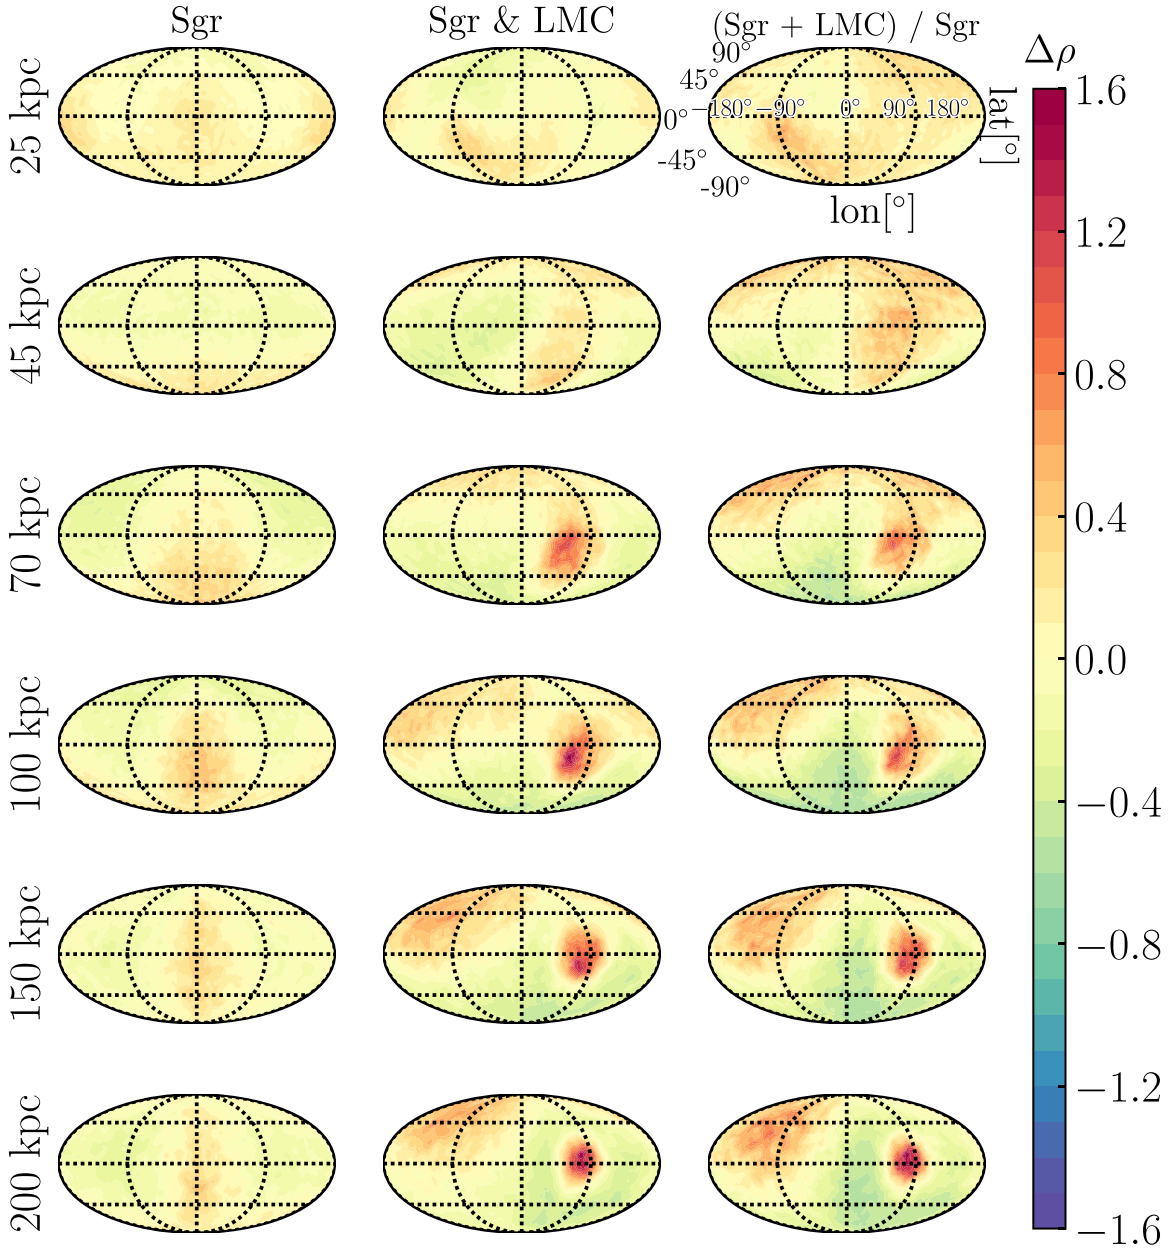 Sgr
Sgr & LMC
(Sgr + LMC) / Sgr
Δρ
25 kpc
90°
45°
0°
-45°
-90°
−180° −90° 0° 90° 180°
lat[°]
lon[°]
45 kpc
70 kpc
100 kpc
150 kpc
200 kpc
1.6
1.2
0.8
0.4
0.0
−0.4
−0.8
−1.2
−1.6